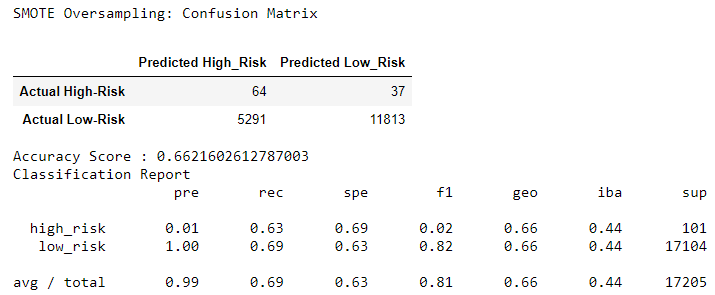 SMOTE Oversampling: Confusion Matrix
Predicted High_Risk Predicted Low_Risk
Actual High-Risk 64 37
Actual Low-Risk 5291 11813
Accuracy Score : 0.6621602612787003
Classification Report
pre rec spe f1 geo iba sup
high_risk 0.01 0.63 0.69 0.02 0.66 0.44 101
low_risk 1.00 0.69 0.63 0.82 0.66 0.44 17104
avg / total 0.99 0.69 0.63 0.81 0.66 0.44 17205